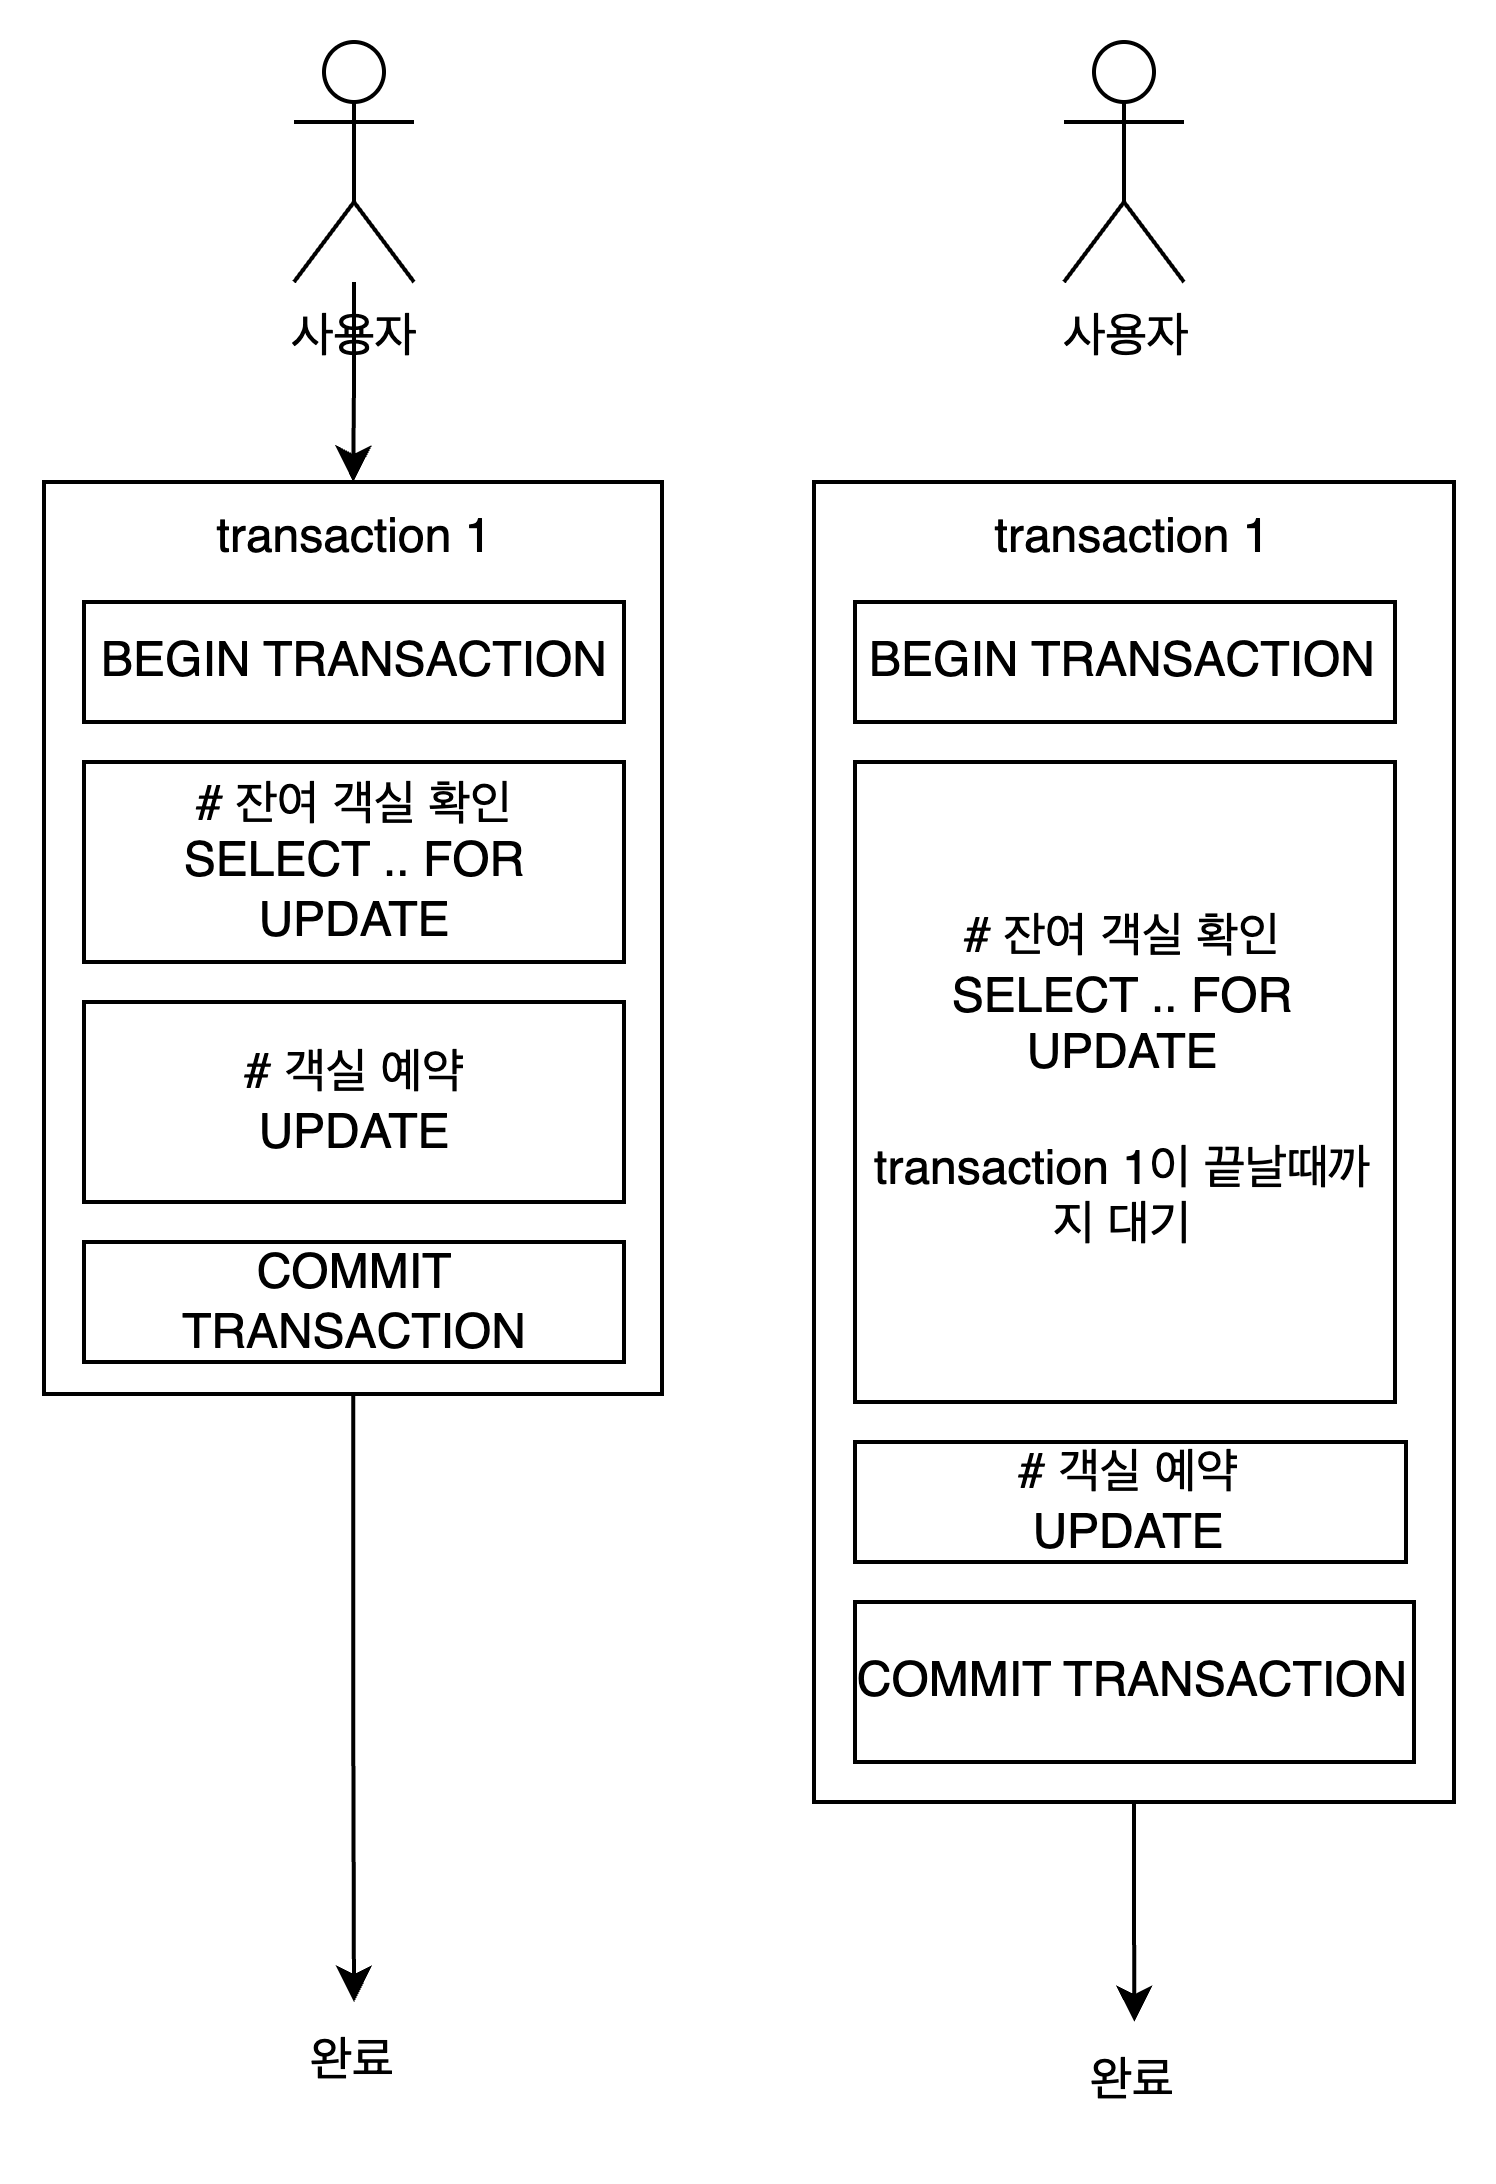 사용자
transaction 1
BEGIN TRANSACTION
# 잔여 객실 확인
SELECT .. FOR
UPDATE
# 객실 예약
UPDATE
COMMIT
TRANSACTION
완료
사용자
transaction 1
BEGIN TRANSACTION
# 잔여 객실 확인
SELECT .. FOR
UPDATE
transaction 1이 끝날때까
지 대기
# 객실 예약
UPDATE
COMMIT TRANSACTION
완료